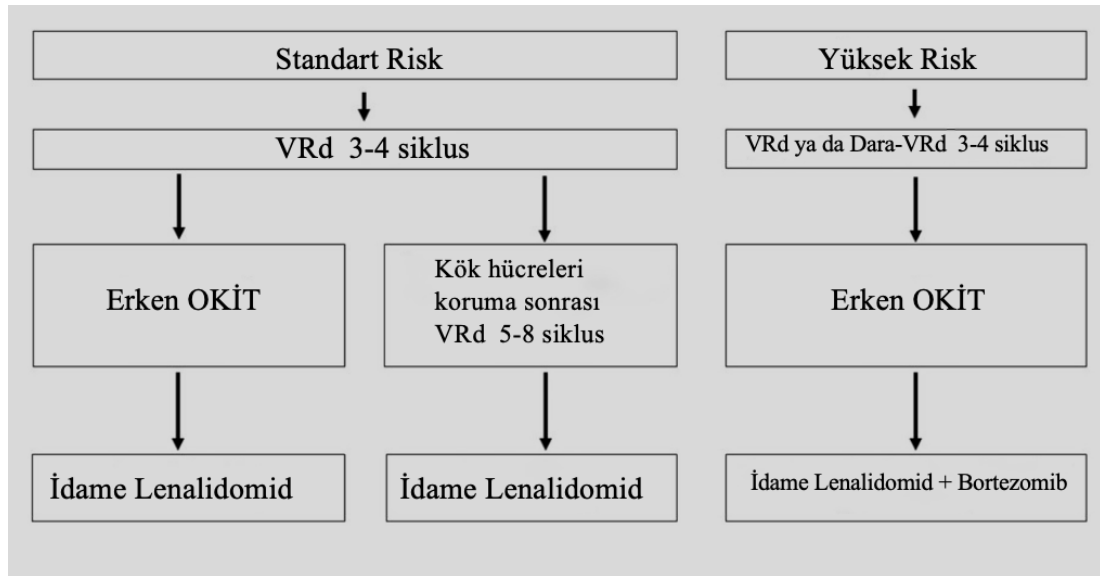 Standart Risk
VRd 3-4 siklus
Erken OKİT
Kök hücreleri
koruma sonrası
VRd 5-8 siklus
İdame Lenalidomid
İdame Lenalidomid
Yüksek Risk
VRd ya da Dara-VRd 3-4 siklus
Erken OKİT
İdame Lenalidomid + Bortezomib